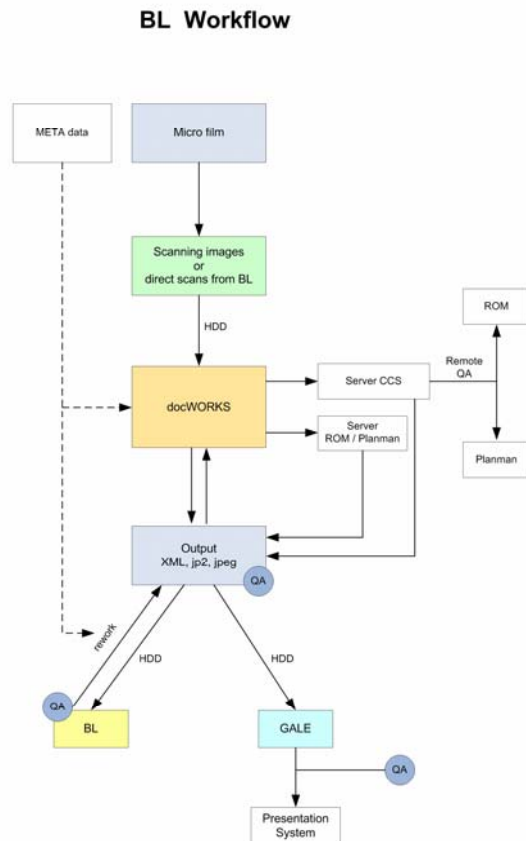 BL Workflow
META data
Micro film
Scanning images
or
direct scans from BL
HDD
ROM
Remote
QA
docWORKS
Server CCS
Server
ROM / Planman
Planman
Output
XML, jp2, jpeg
QA
rework
HDD
HDD
QA
BL
GALE
QA
Presentation
System